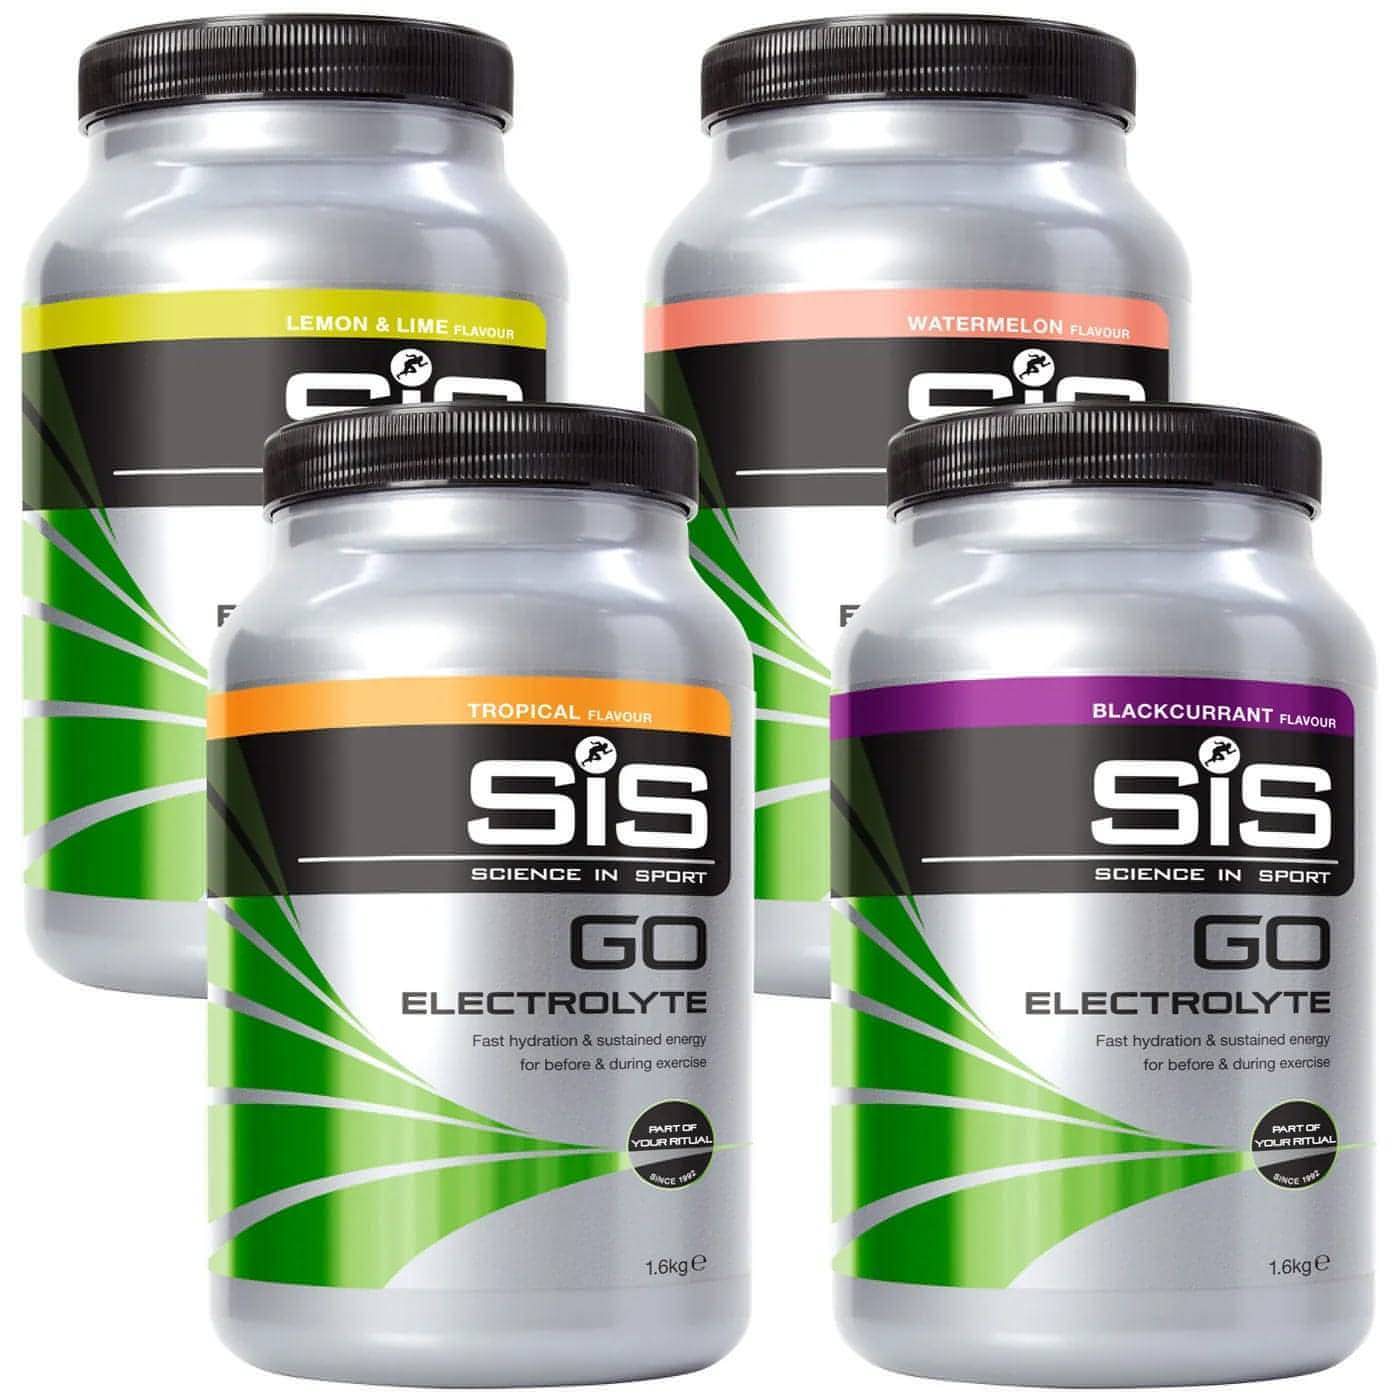 LEMON & LIME FLAVOUR
SiS
E
WATERMELON FLAVOUR
SiS
E
TROPICAL FLAVOUR
SiS
SCIENCE IN SPORT
GO
ELECTROLYTE
Fast hydration & sustained energy
for before & during exercise
PART OF
YOUR RITUAL
SINCE 1992
1.6kg℮
BLACKCURRANT FLAVOUR
SiS
SCIENCE IN SPORT
GO
ELECTROLYTE
Fast hydration & sustained energy
for before & during exercise
PART OF
YOUR RITUAL
SINCE 1992
1.6kg℮